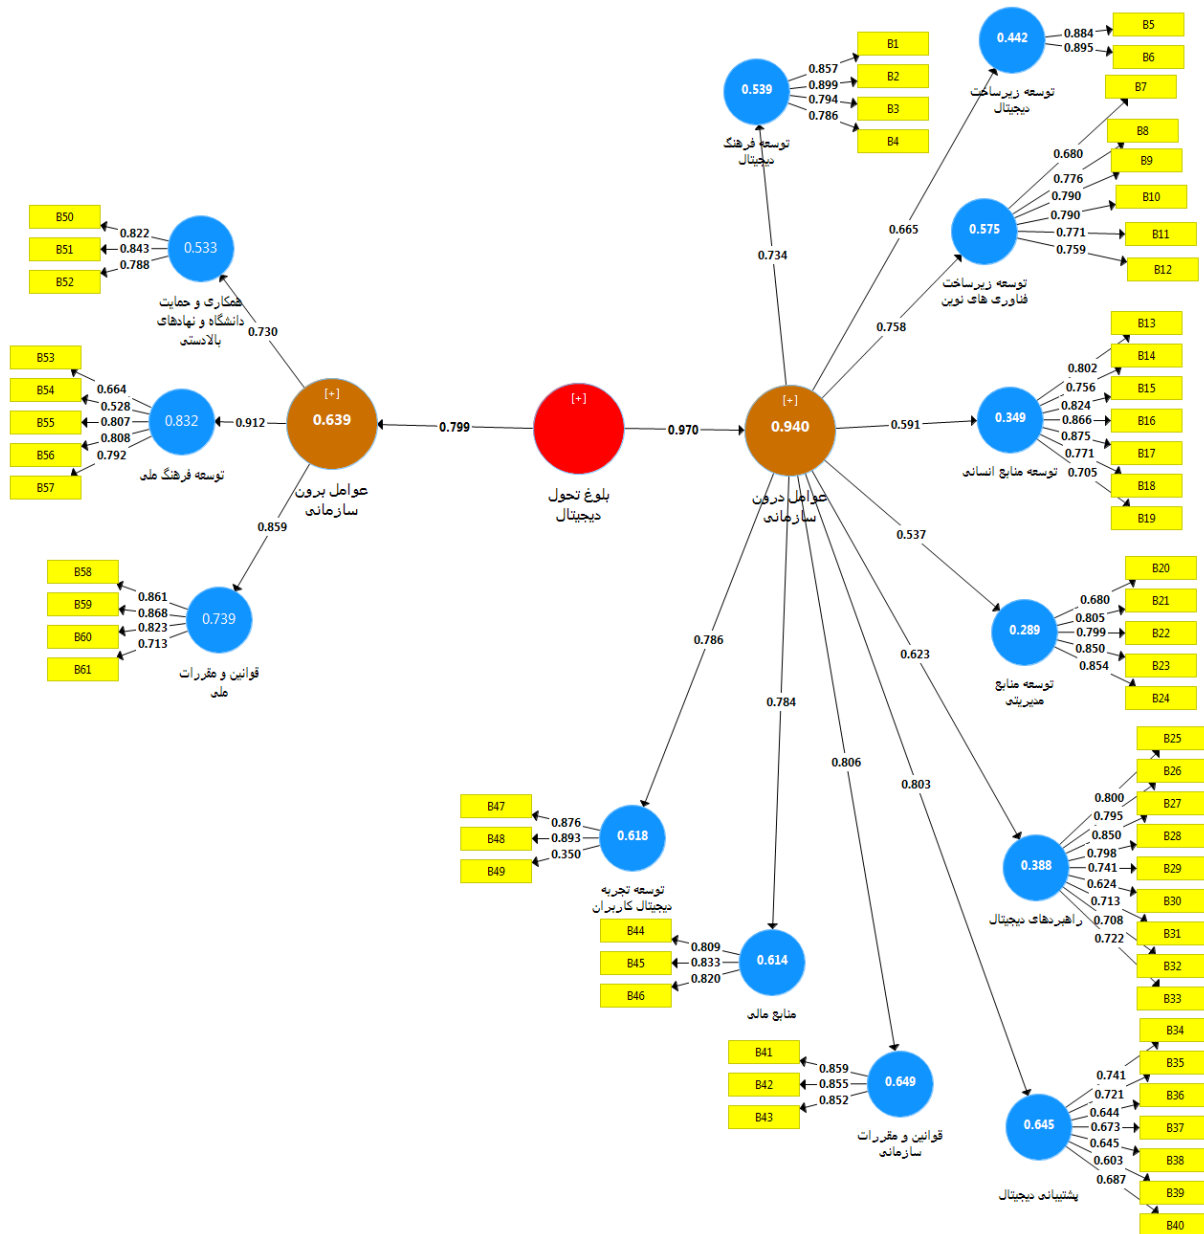 0.442
0.884
0.895
B5
B6
توسعه زیرساخت
دیجیتال
0.539
0.857
0.899
0.794
0.786
B1
B2
B3
B4
توسعه فرهنگ
دیجیتال
0.575
0.680
0.776
0.790
0.790
0.771
0.759
B7
B8
B9
B10
B11
B12
توسعه زیرساخت
فناوری های نوین
0.665
0.734
0.758
B50
B51
B52
0.822
0.843
0.788
0.533
همکاری و حمایت
دانشگاه و نهادهای
بالادستی
0.730
B53
B54
B55
B56
B57
0.664
0.528
0.807
0.808
0.792
0.832
توسعه فرهنگ ملی
0.912
[+]
0.639
عوامل برون
سازمانی
0.799
[+]
بلوغ تحول
دیجیتال
0.970
[+]
0.940
عوامل درون
سازمانی
0.591
0.349
0.802
0.756
0.824
0.866
0.875
0.771
0.705
B13
B14
B15
B16
B17
B18
B19
توسعه منابع انسانی
0.859
B58
B59
B60
B61
0.861
0.868
0.823
0.713
0.739
قوانین و مقررات
ملی
0.537
0.289
0.680
0.805
0.799
0.850
0.854
B20
B21
B22
B23
B24
توسعه منابع
مدیریتی
0.786
0.784
0.806
0.803
0.623
0.388
0.800
0.795
0.850
0.798
0.741
0.624
0.713
0.708
0.722
B25
B26
B27
B28
B29
B30
B31
B32
B33
راهبردهای دیجیتال
B47
B48
B49
0.876
0.893
0.350
0.618
توسعه تجربه
دیجیتال کاربران
B44
B45
B46
0.809
0.833
0.820
0.614
منابع مالی
B41
B42
B43
0.859
0.855
0.852
0.649
قوانین و مقررات
سازمانی
0.645
0.741
0.721
0.644
0.673
0.645
0.603
0.687
B34
B35
B36
B37
B38
B39
B40
پشتیبانی دیجیتال